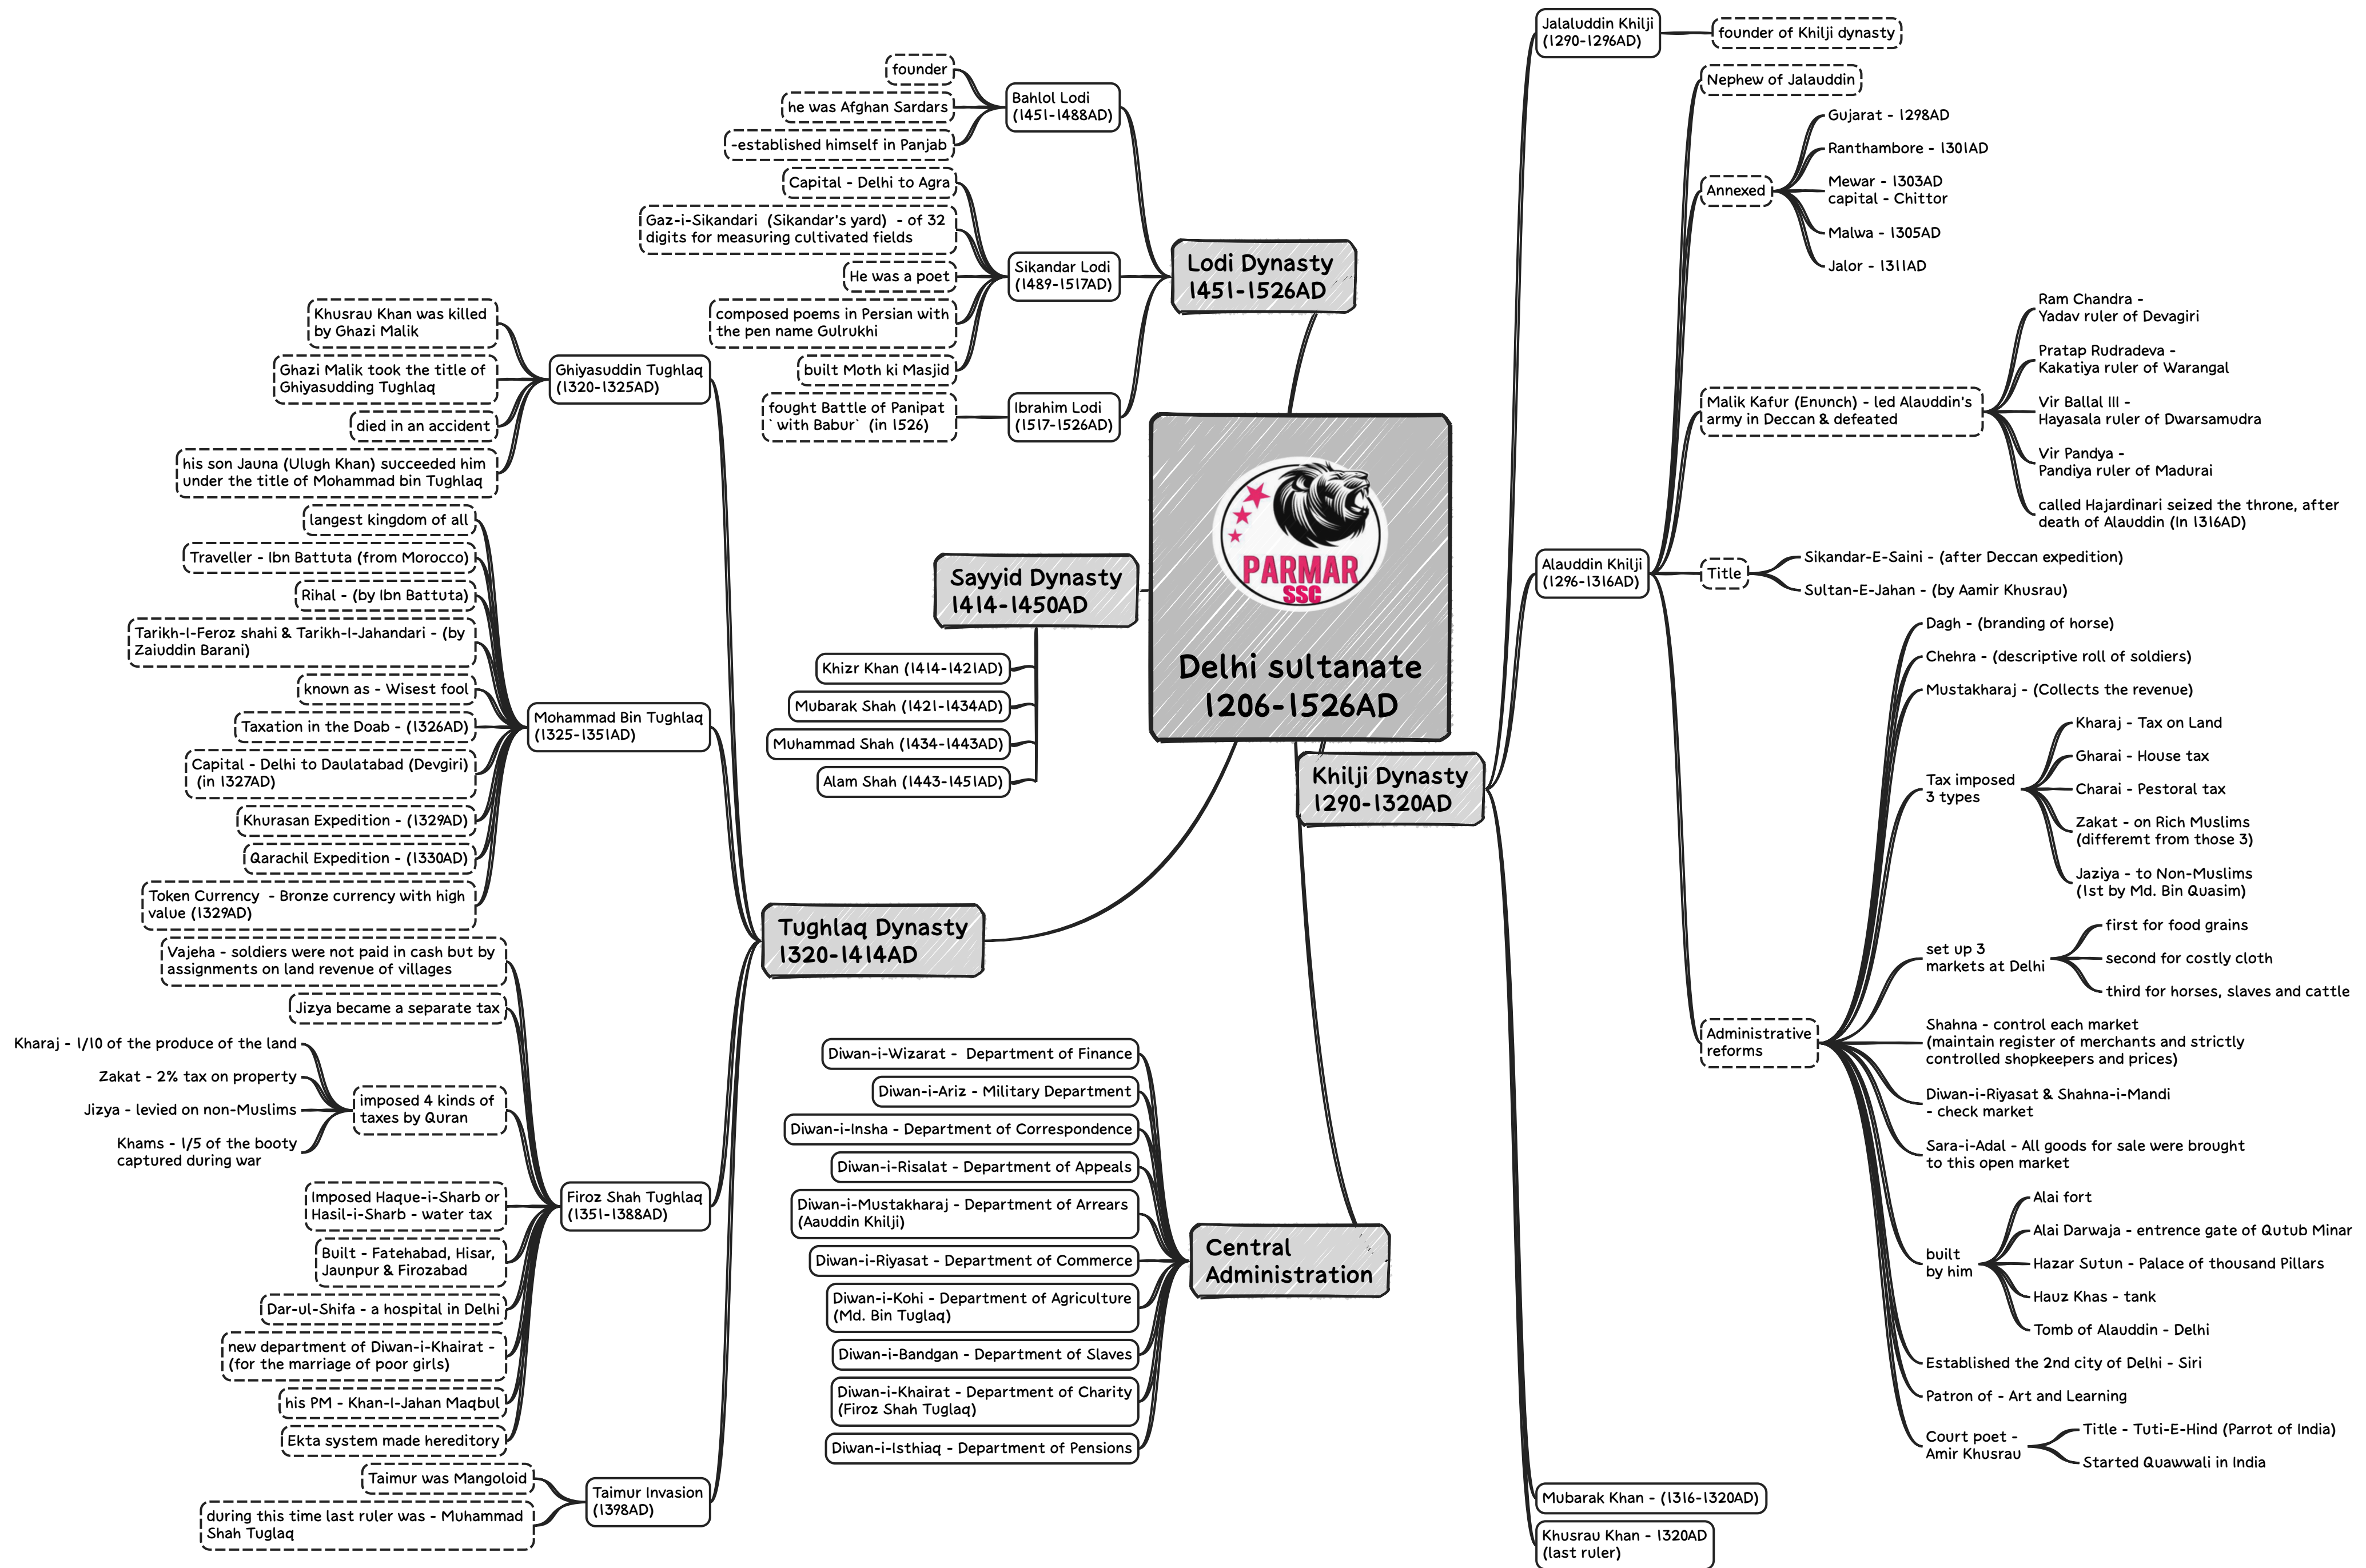 PARMAR
SSC
Delhi sultanate
1206-1526AD
Lodi Dynasty
1451-1526AD
Bahlol Lodi
(1451-1488AD)
founder
he was Afghan Sardars
-established himself in Panjab
Sikandar Lodi
(1489-1517AD)
Capital - Delhi to Agra
Gaz-i-Sikandari (Sikandar's yard) - of 32
digits for measuring cultivated fields
He was a poet
composed poems in Persian with
the pen name Gulrukhi
built Moth ki Masjid
Ibrahim Lodi
(1517-1526AD)
fought Battle of Panipat
`with Babur` (in 1526)
Sayyid Dynasty
1414-1450AD
Khizr Khan (1414-1421AD)
Mubarak Shah (1421-1434AD)
Muhammad Shah (1434-1443AD)
Alam Shah (1443-1451AD)
Tughlaq Dynasty
1320-1414AD
Ghiyasuddin Tughlaq
(1320-1325AD)
Khusrau Khan was killed
by Ghazi Malik
Ghazi Malik took the title of
Ghiyasudding Tughlaq
died in an accident
his son Jauna (Ulugh Khan) succeeded him
under the title of Mohammad bin Tughlaq
Mohammad Bin Tughlaq
(1325-1351AD)
langest kingdom of all
Traveller - Ibn Battuta (from Morocco)
Rihal - (by Ibn Battuta)
Tarikh-I-Feroz shahi & Tarikh-I-Jahandari - (by
Zaiuddin Barani)
known as - Wisest fool
Taxation in the Doab - (1326AD)
Capital - Delhi to Daulatabad (Devgiri)
(in 1327AD)
Khurasan Expedition - (1329AD)
Qarachil Expedition - (1330AD)
Token Currency - Bronze currency with high
value (1329AD)
Firoz Shah Tughlaq
(1351-1388AD)
Vajeha - soldiers were not paid in cash but by
assignments on land revenue of villages
Jizya became a separate tax
imposed 4 kinds of
taxes by Quran
Kharaj - 1/10 of the produce of the land
Zakat - 2% tax on property
Jizya - levied on non-Muslims
Khams - 1/5 of the booty
captured during war
Imposed Haque-i-Sharb or
Hasil-i-Sharb - water tax
Built - Fatehabad, Hisar,
Jaunpur & Firozabad
Dar-ul-Shifa - a hospital in Delhi
new department of Diwan-i-Khairat -
(for the marriage of poor girls)
his PM - Khan-I-Jahan Maqbul
Ekta system made hereditory
Taimur Invasion
(1398AD)
Taimur was Mangoloid
during this time last ruler was - Muhammad
Shah Tuglaq
Central
Administration
Diwan-i-Wizarat - Department of Finance
Diwan-i-Ariz - Military Department
Diwan-i-Insha - Department of Correspondence
Diwan-i-Risalat - Department of Appeals
Diwan-i-Mustakharaj - Department of Arrears
(Aauddin Khilji)
Diwan-i-Riyasat - Department of Commerce
Diwan-i-Kohi - Department of Agriculture
(Md. Bin Tuglaq)
Diwan-i-Bandgan - Department of Slaves
Diwan-i-Khairat - Department of Charity
(Firoz Shah Tuglaq)
Diwan-i-Isthiaq - Department of Pensions
Khilji Dynasty
1290-1320AD
Jalaluddin Khilji
(1290-1296AD)
founder of Khilji dynasty
Alauddin Khilji
(1296-1316AD)
Nephew of Jalauddin
Annexed
Gujarat - 1298AD
Ranthambore - 1301AD
Mewar - 1303AD
capital - Chittor
Malwa - 1305AD
Jalor - 1311AD
Malik Kafur (Enunch) - led Alauddin's
army in Deccan & defeated
Ram Chandra -
Yadav ruler of Devagiri
Pratap Rudradeva -
Kakatiya ruler of Warangal
Vir Ballal III -
Hayasala ruler of Dwarsamudra
Vir Pandya -
Pandiya ruler of Madurai
called Hajardinari seized the throne, after
death of Alauddin (In 1316AD)
Title
Sikandar-E-Saini - (after Deccan expedition)
Sultan-E-Jahan - (by Aamir Khusrau)
Administrative
reforms
Dagh - (branding of horse)
Chehra - (descriptive roll of soldiers)
Mustakharaj - (Collects the revenue)
Tax imposed
3 types
Kharaj - Tax on Land
Gharai - House tax
Charai - Pestoral tax
Zakat - on Rich Muslims
(differemt from those 3)
Jaziya - to Non-Muslims
(1st by Md. Bin Quasim)
set up 3
markets at Delhi
first for food grains
second for costly cloth
third for horses, slaves and cattle
Shahna - control each market
(maintain register of merchants and strictly
controlled shopkeepers and prices)
Diwan-i-Riyasat & Shahna-i-Mandi
- check market
Sara-i-Adal - All goods for sale were brought
to this open market
built
by him
Alai fort
Alai Darwaja - entrence gate of Qutub Minar
Hazar Sutun - Palace of thousand Pillars
Hauz Khas - tank
Tomb of Alauddin - Delhi
Established the 2nd city of Delhi - Siri
Patron of - Art and Learning
Court poet -
Amir Khusrau
Title - Tuti-E-Hind (Parrot of India)
Started Quawwali in India
Mubarak Khan - (1316-1320AD)
Khusrau Khan - 1320AD
(last ruler)